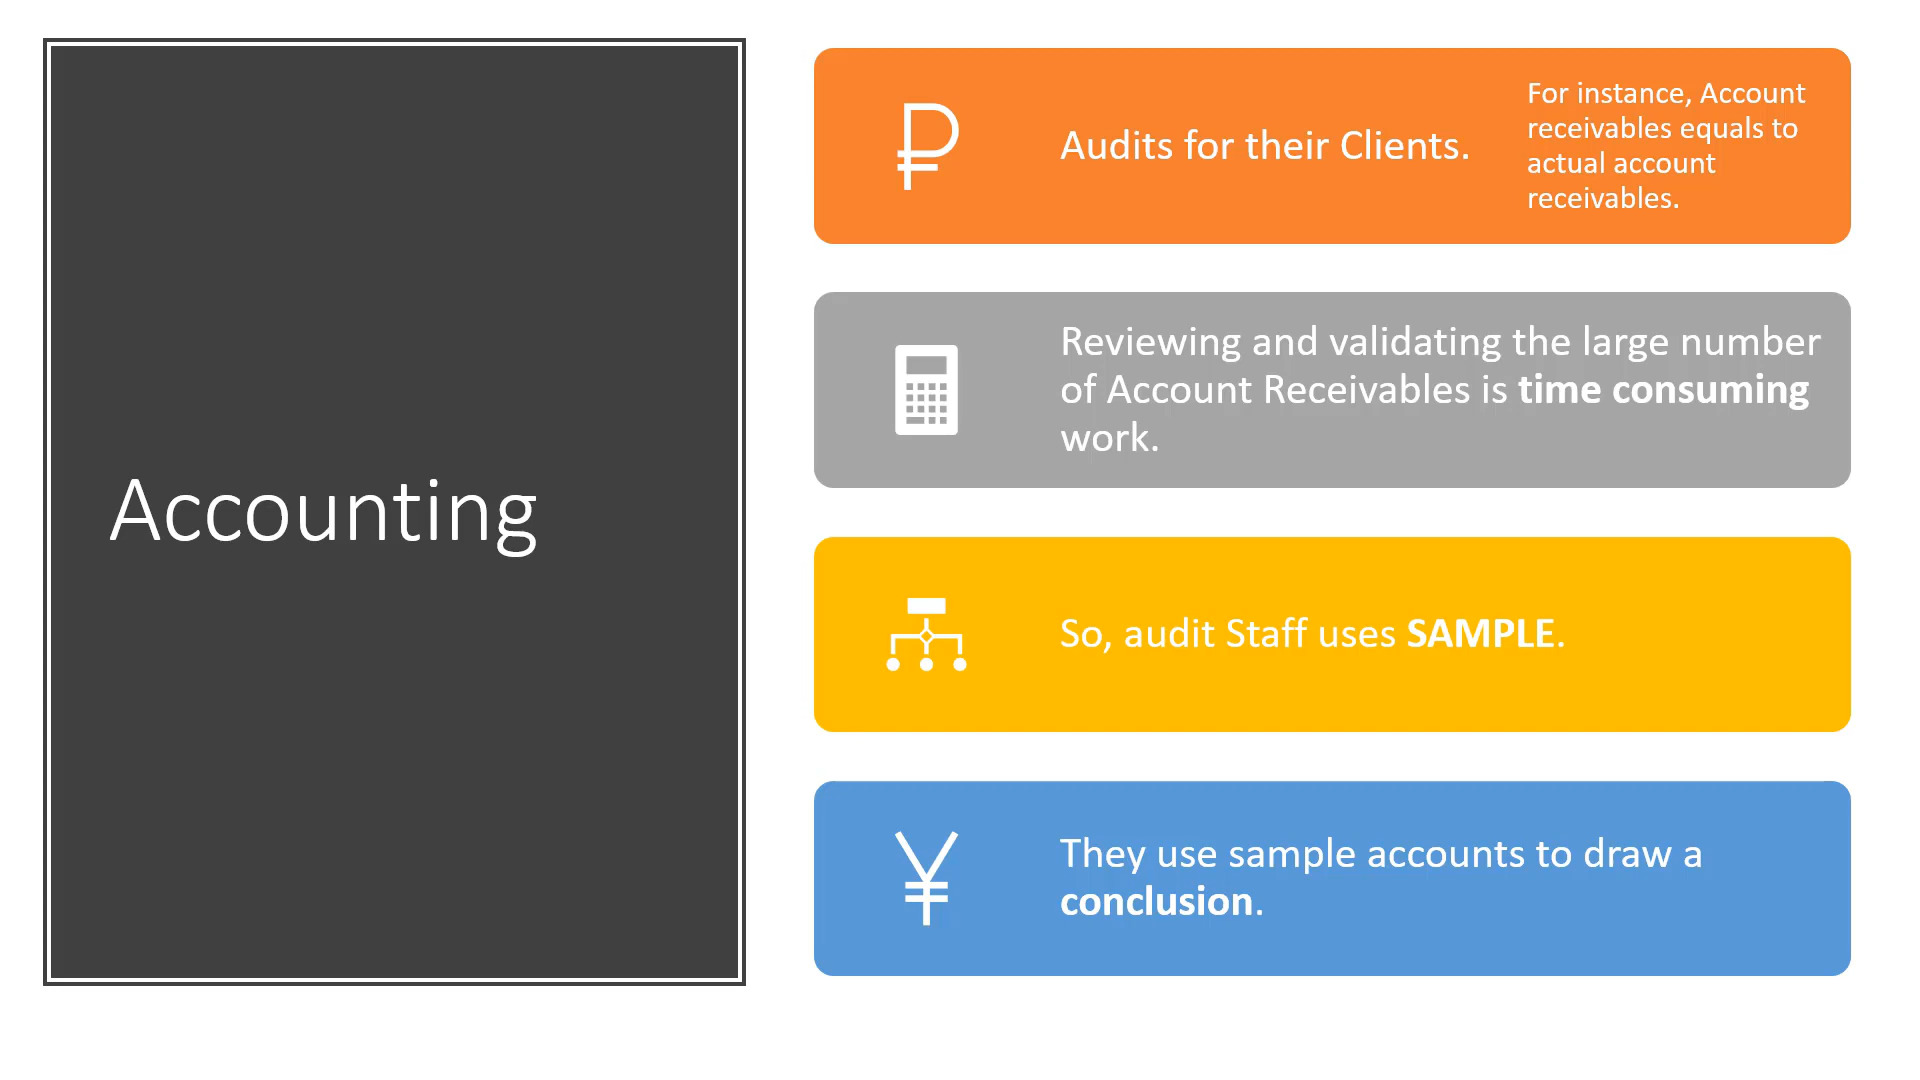 Accounting
Audits for their Clients.
For instance, Account
receivables equals to
actual account
receivables.
Reviewing and validating the large number
of Account Receivables is time consuming
work.
So, audit Staff uses SAMPLE.
They use sample accounts to draw a
conclusion.